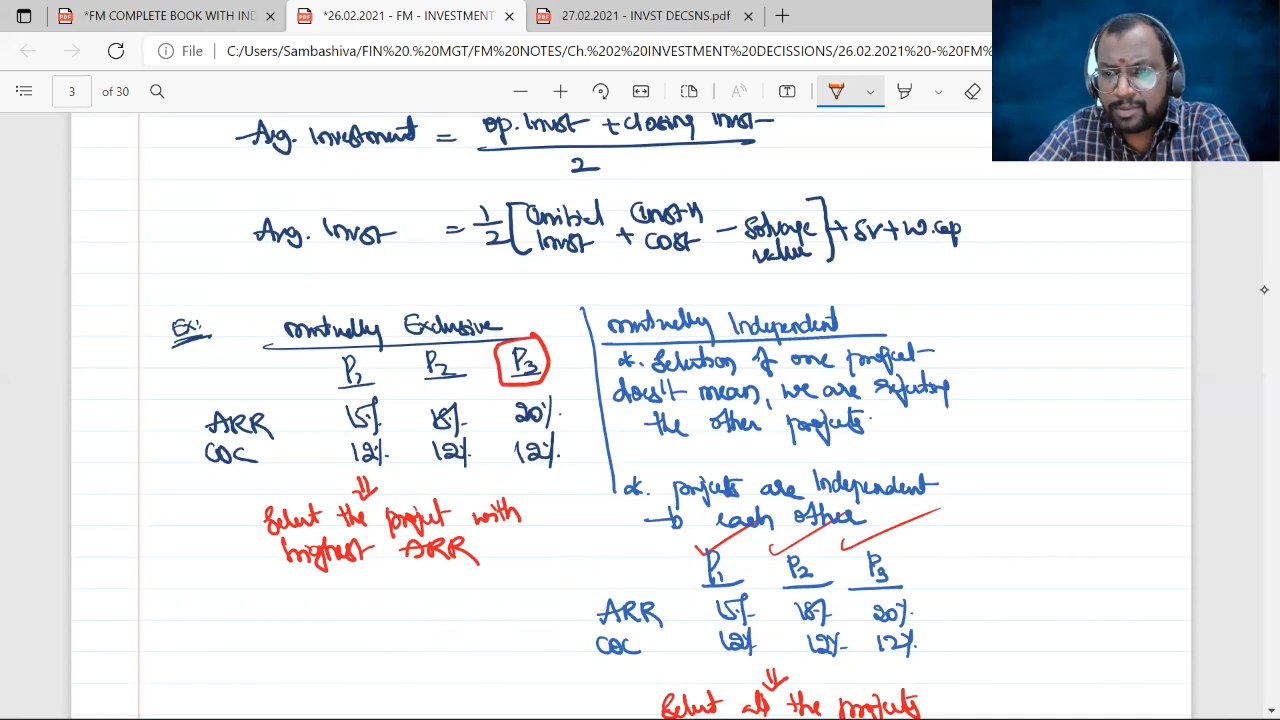 *FM COMPLETE BOOK WITH IND
*26.02.2021 - FM - INVESTMENT
27.02.2021 - INVST DECSNS.pdf
File
C:/Users/Sambashiva/FIN%20.%20MGT/FM%20NOTES/Ch.%202%20INVESTMENT%20DECISSIONS/26.02.2021%20-%20FM%
3 of 30
Avg. Investment = op. Invst + closing Invst
2
Avg. Invst = 1/2 [Initial Invst + Instn cost - Salvage value] + SV + W.cap
Ex:
Mutually Exclusive
P1 P2 P3
ARR 15% 18% 20%
COC 12% 12% 12%
Select the project with
highest ARR
Mutually Independent
*. Selection of one project
doesn't mean, we are rejecting
the other projects.
*. projects are Independent
to each other
P1 P2 P3
ARR 15% 18% 20%
COC 12% 12% 12%
Select all the projects